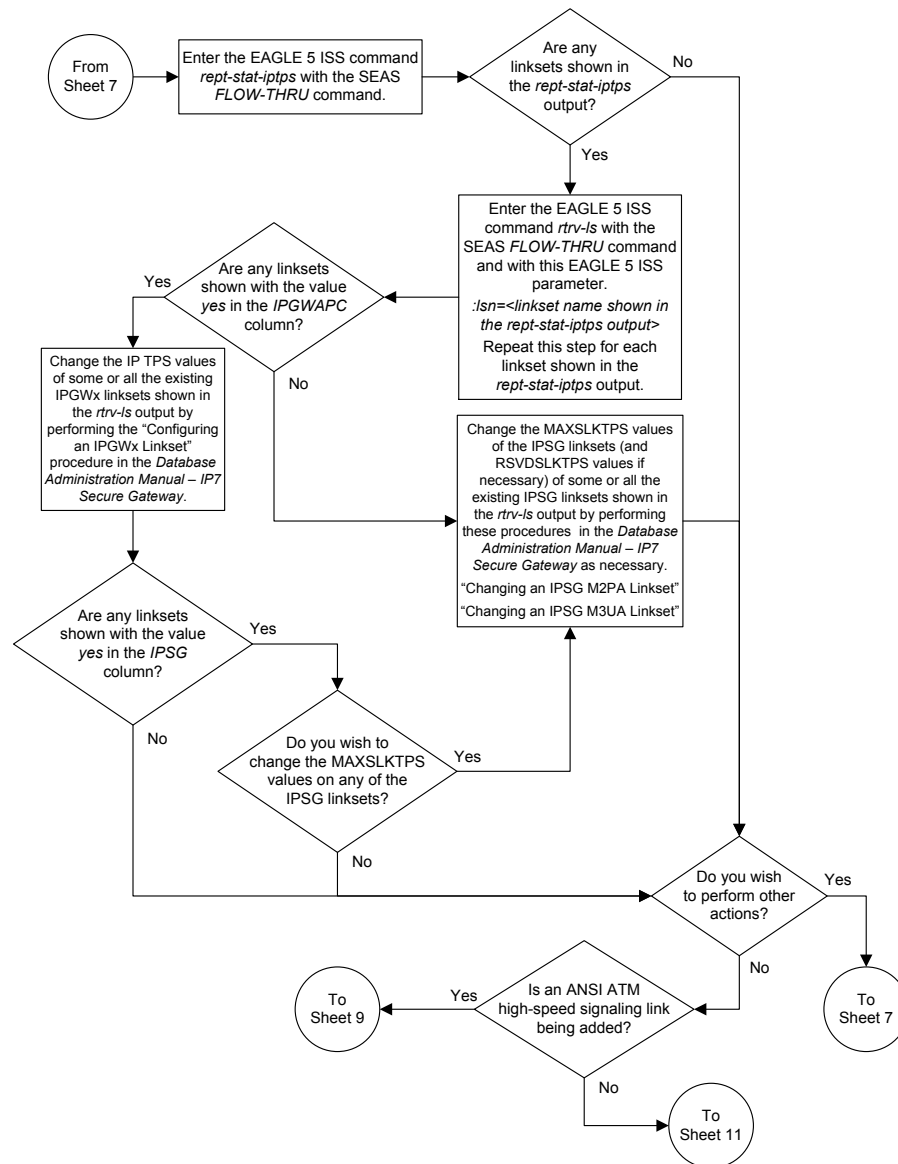 From
Sheet 7
Enter the EAGLE 5 ISS command
rept-stat-iptps with the SEAS
FLOW-THRU command.
Are any
linksets shown in
the rept-stat-iptps
output?
No
Yes
Enter the EAGLE 5 ISS
command rtrv-ls with the
SEAS FLOW-THRU command
and with this EAGLE 5 ISS
parameter.
:lsn=<linkset name shown in
the rept-stat-iptps output>
Repeat this step for each
linkset shown in the
rept-stat-iptps output.
Are any linksets
shown with the value
yes in the IPGWAPC
column?
Yes
No
Change the IP TPS values
of some or all the existing
IPGWx linksets shown in
the rtrv-ls output by
performing the “Configuring
an IPGWx Linkset”
procedure in the Database
Administration Manual – IP7
Secure Gateway.
Change the MAXSLKTPS values
of the IPSG linksets (and
RSVDSLKTPS values if
necessary) of some or all the
existing IPSG linksets shown in
the rtrv-ls output by performing
these procedures in the Database
Administration Manual – IP7
Secure Gateway as necessary.
“Changing an IPSG M2PA Linkset”
“Changing an IPSG M3UA Linkset”
Are any linksets
shown with the value
yes in the IPSG
column?
Yes
No
Do you wish to
change the MAXSLKTPS
values on any of the
IPSG linksets?
Yes
No
Do you wish
to perform other
actions?
Yes
No
Is an ANSI ATM
high-speed signaling link
being added?
Yes
No
To
Sheet 9
To
Sheet 7
To
Sheet 11